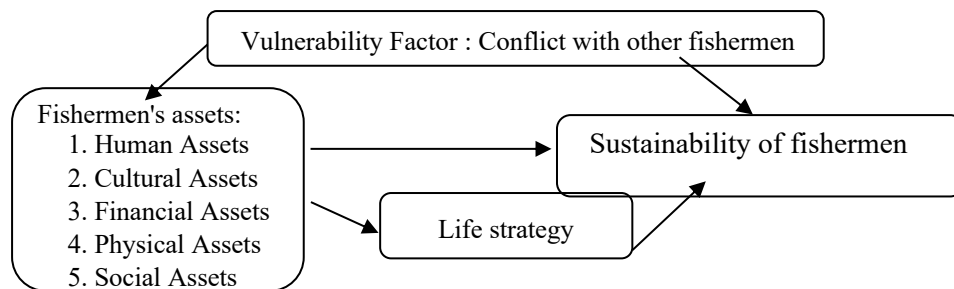 Vulnerability Factor : Conflict with other fishermen
Fishermen's assets:
1. Human Assets
2. Cultural Assets
3. Financial Assets
4. Physical Assets
5. Social Assets
Sustainability of fishermen
Life strategy